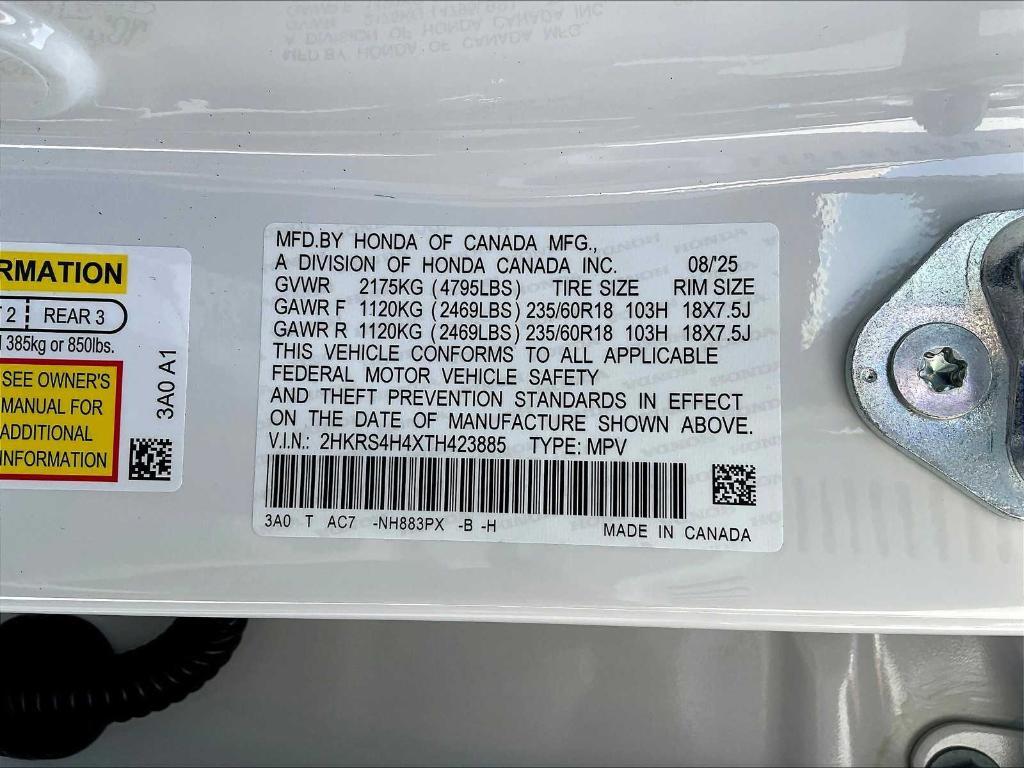 RMATION
2 REAR 3
385kg or 850lbs.
SEE OWNER'S
MANUAL FOR
ADDITIONAL
INFORMATION
3A0 A1
MFD.BY HONDA OF CANADA MFG.,
A DIVISION OF HONDA CANADA INC. 08/'25
GVWR 2175KG (4795LBS) TIRE SIZE RIM SIZE
GAWR F 1120KG (2469LBS) 235/60R18 103H 18X7.5J
GAWR R 1120KG (2469LBS) 235/60R18 103H 18X7.5J
THIS VEHICLE CONFORMS TO ALL APPLICABLE
FEDERAL MOTOR VEHICLE SAFETY
AND THEFT PREVENTION STANDARDS IN EFFECT
ON THE DATE OF MANUFACTURE SHOWN ABOVE.
V.I.N.: 2HKRS4H4XTH423885 TYPE: MPV
3A0 T AC7 -NH883PX -B -H MADE IN CANADA